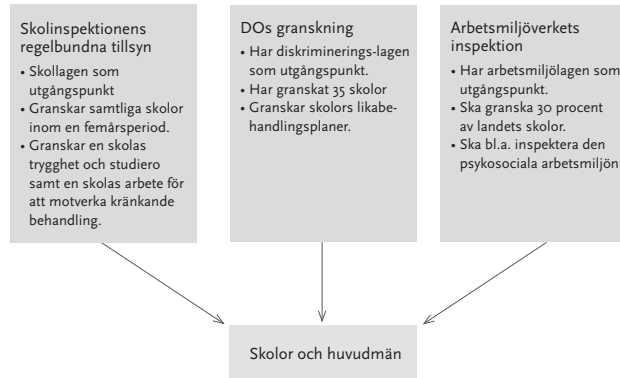 Skolinspektionens
regelbundna tillsyn
• Skollagen som
utgångspunkt
• Granskar samtliga skolor
inom en femårsperiod.
• Granskar en skolas
trygghet och studiero
samt en skolas arbete för
att motverka kränkande
behandling.
DOs granskning
• Har diskriminerings-lagen
som utgångspunkt.
• Har granskat 35 skolor
• Granskar skolors likabe-
handlingsplaner.
Arbetsmiljöverkets
inspektion
• Har arbetsmiljölagen som
utgångspunkt.
• Ska granska 30 procent
av landets skolor.
• Ska bl.a. inspektera den
psykosociala arbetsmiljön
Skolor och huvudmän